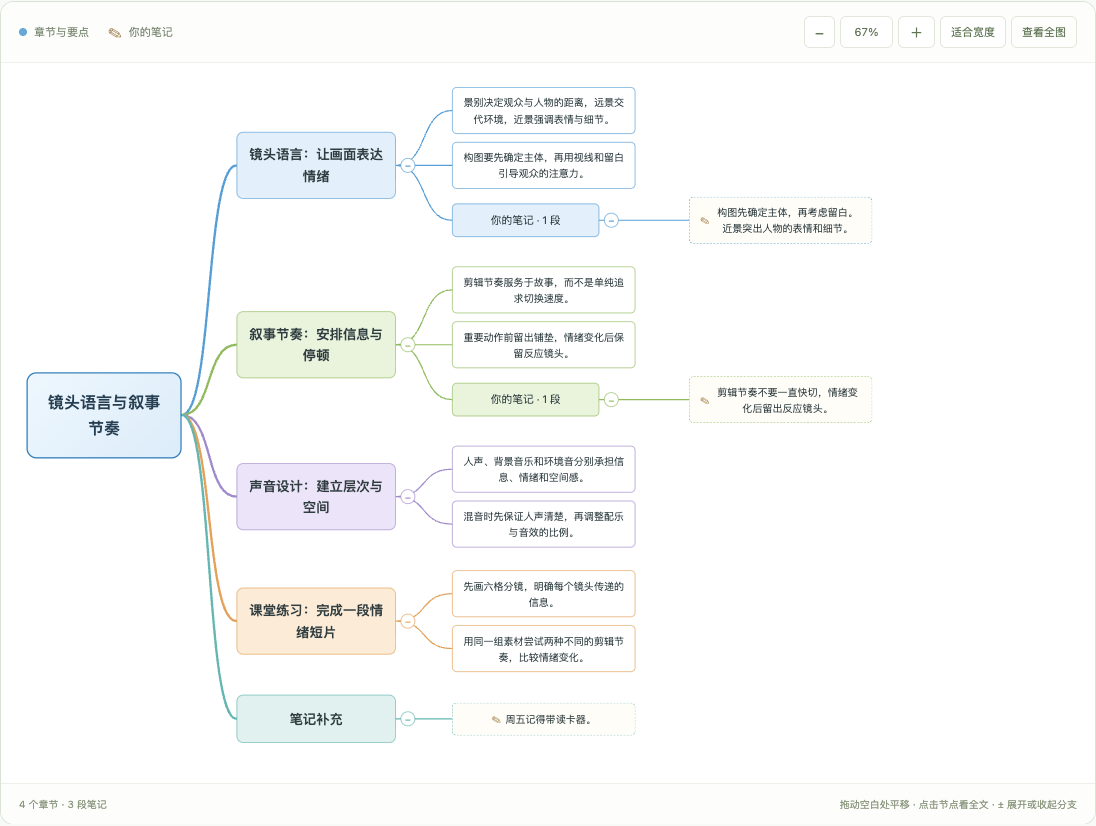 章节与要点
你的笔记
−
67%
+
适合宽度
查看全图
镜头语言与叙事
节奏
镜头语言：让画面表达
情绪
景别决定观众与人物的距离，远景交
代环境，近景强调表情与细节。
构图要先确定主体，再用视线和留白
引导观众的注意力。
你的笔记 · 1 段
构图先确定主体，再考虑留白。
近景突出人物的表情和细节。
叙事节奏：安排信息与
停顿
剪辑节奏服务于故事，而不是单纯追
求切换速度。
重要动作前留出铺垫，情绪变化后保
留反应镜头。
你的笔记 · 1 段
剪辑节奏不要一直快切，情绪变
化后留出反应镜头。
声音设计：建立层次与
空间
人声、背景音乐和环境音分别承担信
息、情绪和空间感。
混音时先保证人声清楚，再调整配乐
与音效的比例。
课堂练习：完成一段情
绪短片
先画六格分镜，明确每个镜头传递的
信息。
用同一组素材尝试两种不同的剪辑节
奏，比较情绪变化。
笔记补充
周五记得带读卡器。
4 个章节 · 3 段笔记
拖动空白处平移 · 点击节点看全文 · ± 展开或收起分支